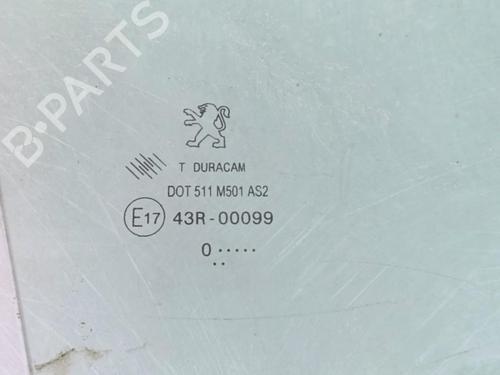 B-PARTS
T DURACAM
DOT 511 M501 AS2
E17 43R-00099
0 .....
..